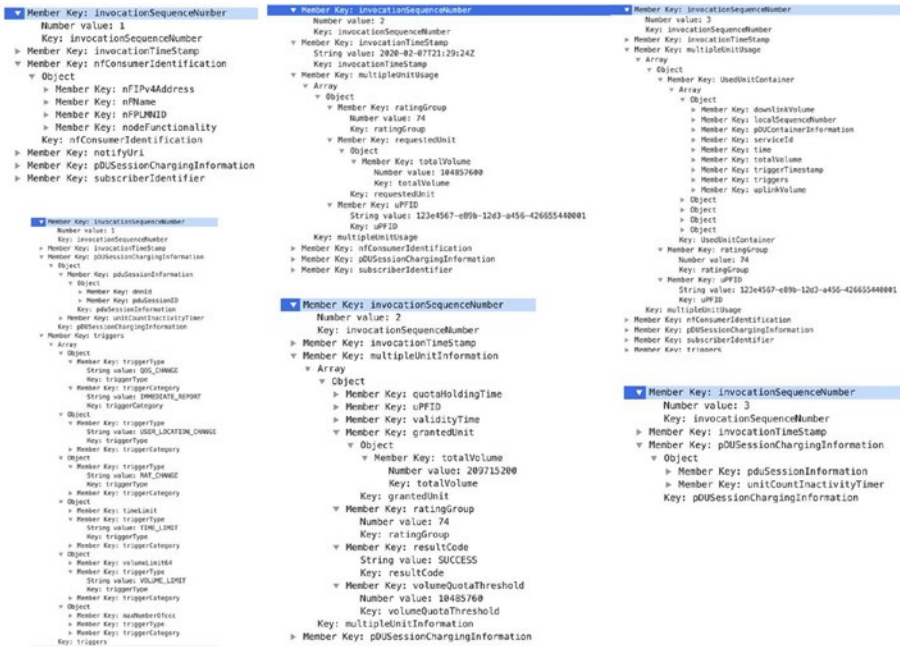 Member Key: invocationSequenceNumber
Number value: 1
Key: invocationSequenceNumber
Member Key: invocationTimeStamp
Member Key: nfConsumerIdentification
Object
Member Key: nFIPv4Address
Member Key: nFName
Member Key: nFPLMNID
Member Key: nodeFunctionality
Key: nfConsumerIdentification
Member Key: notifyUri
Member Key: pDUSessionChargingInformation
Member Key: subscriberIdentifier
Member Key: invocationSequenceNumber
Number value: 1
Key: invocationSequenceNumber
Member Key: invocationTimeStamp
Member Key: pDUSessionChargingInformation
Object
Member Key: pduSessionInformation
Object
Member Key: dnnId
Member Key: pduSessionID
Key: pduSessionInformation
Member Key: unitCountInactivityTimer
Key: pDUSessionChargingInformation
Member Key: triggers
Array
Object
Member Key: triggerType
String value: QOS_CHANGE
Key: triggerType
Member Key: triggerCategory
String value: IMMEDIATE_REPORT
Key: triggerCategory
Object
Member Key: triggerType
String value: USER_LOCATION_CHANGE
Key: triggerType
Member Key: triggerCategory
Object
Member Key: triggerType
String value: RAT_CHANGE
Key: triggerType
Member Key: triggerCategory
Object
Member Key: timeLimit
Member Key: triggerType
String value: TIME_LIMIT
Key: triggerType
Member Key: triggerCategory
Object
Member Key: volumeLimit64
Member Key: triggerType
String value: VOLUME_LIMIT
Key: triggerType
Member Key: triggerCategory
Object
Member Key: maxNumberOfccc
Member Key: triggerType
Member Key: triggerCategory
Key: triggers
Member Key: invocationSequenceNumber
Number value: 2
Key: invocationSequenceNumber
Member Key: invocationTimeStamp
String value: 2020-02-07T21:29:24Z
Key: invocationTimeStamp
Member Key: multipleUnitUsage
Array
Object
Member Key: ratingGroup
Number value: 74
Key: ratingGroup
Member Key: requestedUnit
Object
Member Key: totalVolume
Number value: 104857600
Key: totalVolume
Key: requestedUnit
Member Key: uPFID
String value: 123e4567-e89b-12d3-a456-426655440001
Key: uPFID
Key: multipleUnitUsage
Member Key: nfConsumerIdentification
Member Key: pDUSessionChargingInformation
Member Key: subscriberIdentifier
Member Key: invocationSequenceNumber
Number value: 2
Key: invocationSequenceNumber
Member Key: invocationTimeStamp
Member Key: multipleUnitInformation
Array
Object
Member Key: quotaHoldingTime
Member Key: uPFID
Member Key: validityTime
Member Key: grantedUnit
Object
Member Key: totalVolume
Number value: 209715200
Key: totalVolume
Key: grantedUnit
Member Key: ratingGroup
Number value: 74
Key: ratingGroup
Member Key: resultCode
String value: SUCCESS
Key: resultCode
Member Key: volumeQuotaThreshold
Number value: 10485760
Key: volumeQuotaThreshold
Key: multipleUnitInformation
Member Key: pDUSessionChargingInformation
Member Key: invocationSequenceNumber
Number value: 3
Key: invocationSequenceNumber
Member Key: invocationTimeStamp
Member Key: multipleUnitUsage
Array
Object
Member Key: UsedUnitContainer
Array
Object
Member Key: downlinkVolume
Member Key: localSequenceNumber
Member Key: pDUContainerInformation
Member Key: serviceId
Member Key: time
Member Key: totalVolume
Member Key: triggerTimestamp
Member Key: triggers
Member Key: uplinkVolume
Object
Object
Object
Object
Key: UsedUnitContainer
Member Key: ratingGroup
Number value: 74
Key: ratingGroup
Member Key: uPFID
String value: 123e4567-e89b-12d3-a456-426655440001
Key: uPFID
Key: multipleUnitUsage
Member Key: nfConsumerIdentification
Member Key: pDUSessionChargingInformation
Member Key: subscriberIdentifier
Member Key: triggers
Member Key: invocationSequenceNumber
Number value: 3
Key: invocationSequenceNumber
Member Key: invocationTimeStamp
Member Key: pDUSessionChargingInformation
Object
Member Key: pduSessionInformation
Member Key: unitCountInactivityTimer
Key: pDUSessionChargingInformation